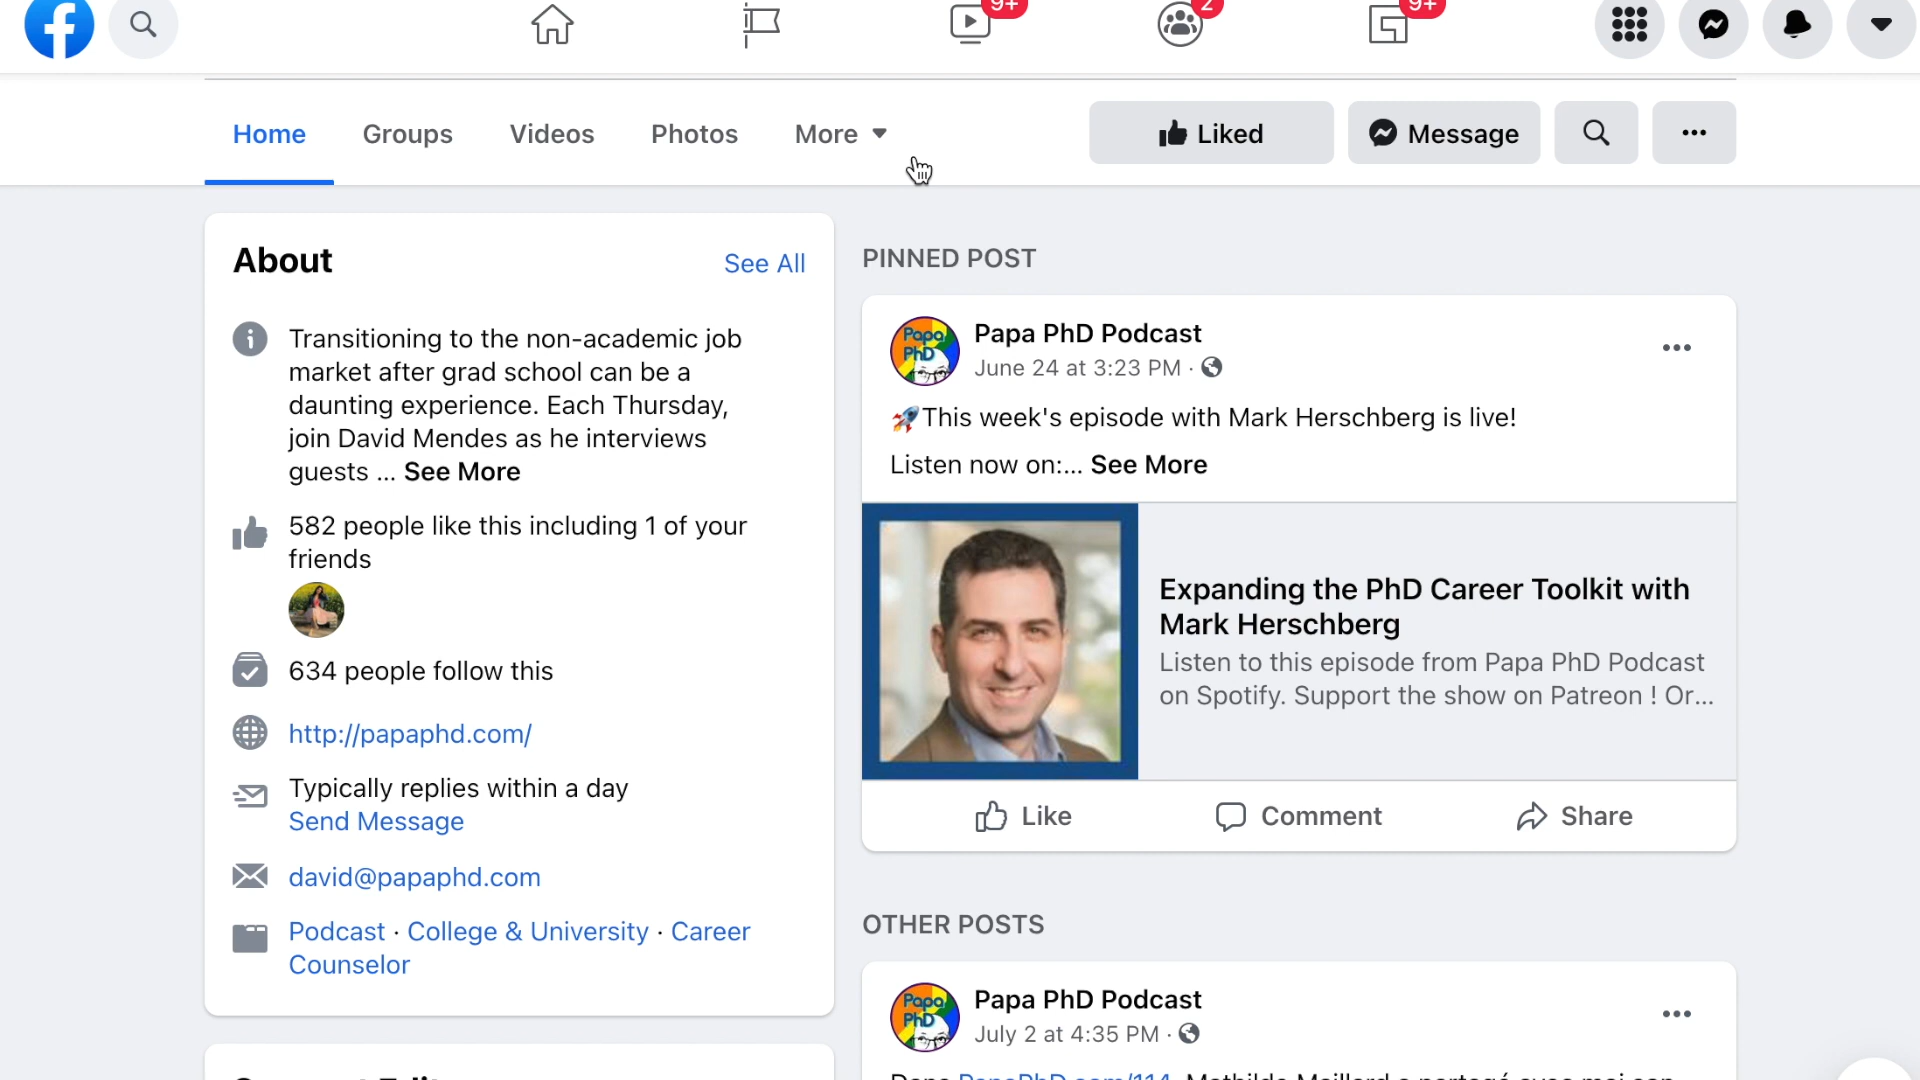 9+
2
9+
Home
Groups
Videos
Photos
More
Liked
Message
About
See All
Transitioning to the non-academic job
market after grad school can be a
daunting experience. Each Thursday,
join David Mendes as he interviews
guests ... See More
582 people like this including 1 of your
friends
634 people follow this
http://papaphd.com/
Typically replies within a day
Send Message
david@papaphd.com
Podcast · College & University · Career
Counselor
PINNED POST
Papa
PhD
Papa PhD Podcast
June 24 at 3:23 PM ·
🚀This week's episode with Mark Herschberg is live!
Listen now on:... See More
Expanding the PhD Career Toolkit with
Mark Herschberg
Listen to this episode from Papa PhD Podcast
on Spotify. Support the show on Patreon ! Or...
Like
Comment
Share
OTHER POSTS
Papa
PhD
Papa PhD Podcast
July 2 at 4:35 PM ·